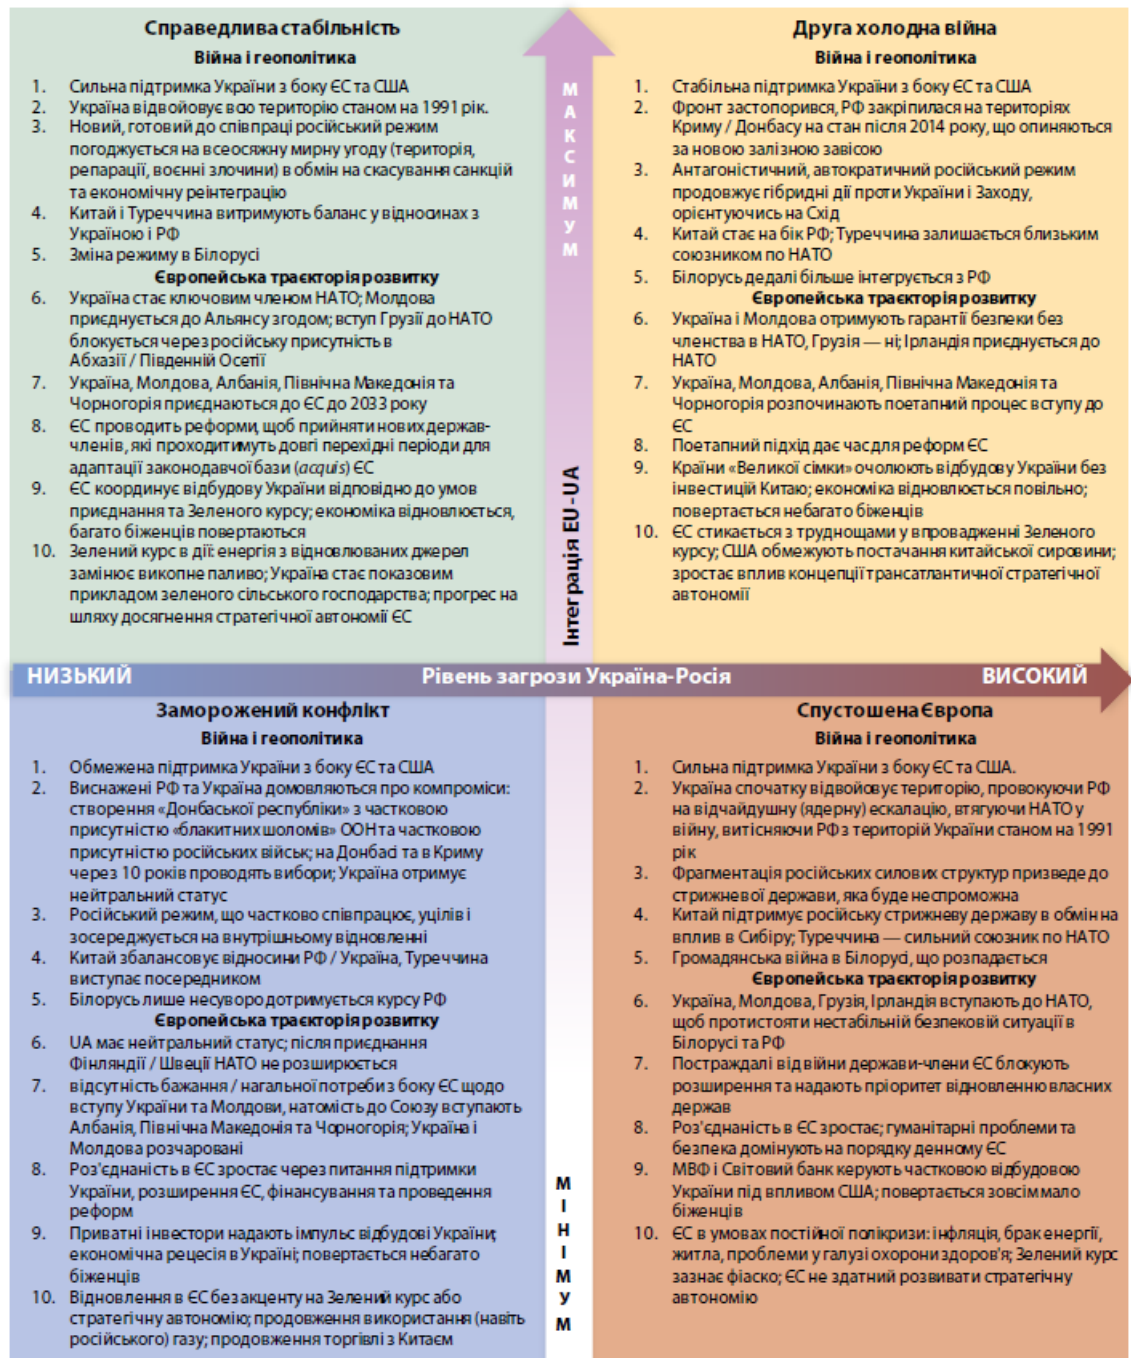 Справедлива стабільність
Війна і геополітика
1. Сильна підтримка України з боку ЄС та США
2. Україна відвойовує всю територію станом на 1991 рік.
3. Новий, готовий до співпраці російський режим
погоджується на всеосяжну мирну угоду (територія,
репарації, воєнні злочини) в обмін на скасування санкцій
та економічну реінтеграцію
4. Китай і Туреччина витримують баланс у відносинах з
Україною і РФ
5. Зміна режиму в Білорусі
Європейська траєкторія розвитку
6. Україна стає ключовим членом НАТО; Молдова
приєднується до Альянсу згодом; вступ Грузії до НАТО
блокується через російську присутність в
Абхазії / Південній Осетії
7. Україна, Молдова, Албанія, Північна Македонія та
Чорногорія приєднаються до ЄС до 2033 року
8. ЄС проводить реформи, щоб прийняти нових держав-
членів, які проходитимуть довгі перехідні періоди для
адаптації законодавчої бази (acquis) ЄС
9. ЄС координує відбудову України відповідно до умов
приєднання та Зеленого курсу; економіка відновлюється,
багато біженців повертаються
10. Зелений курс в дії: енергія з відновлюваних джерел
замінює викопне паливо; Україна стає показовим
прикладом зеленого сільського господарства; прогрес на
шляху досягнення стратегічної автономії ЄС
МАКСИМУМ
Інтеграція EU-UA
Друга холодна війна
Війна і геополітика
1. Стабільна підтримка України з боку ЄС та США
2. Фронт застопорився, РФ закріпилася на територіях
Криму / Донбасу на стан після 2014 року, що опиняються
за новою залізною завісою
3. Антагоністичний, автократичний російський режим
продовжує гібридні дії проти України і Заходу,
орієнтуючись на Схід
4. Китай стає на бік РФ; Туреччина залишається близьким
союзником по НАТО
5. Білорусь дедалі більше інтегрується з РФ
Європейська траєкторія розвитку
6. Україна і Молдова отримують гарантії безпеки без
членства в НАТО, Грузія — ні; Ірландія приєднується до
НАТО
7. Україна, Молдова, Албанія, Північна Македонія та
Чорногорія розпочинають поетапний процес вступу до
ЄС
8. Поетапний підхід дає час для реформ ЄС
9. Країни «Великої сімки» очолюють відбудову України без
інвестицій Китаю; економіка відновлюється повільно;
повертається небагато біженців
10. ЄС стикається з труднощами у впровадженні Зеленого
курсу; США обмежують постачання китайської сировини;
зростає вплив концепції трансатлантичної стратегічної
автономії
НИЗЬКИЙ Рівень загрози Україна-Росія ВИСОКИЙ
Заморожений конфлікт
Війна і геополітика
1. Обмежена підтримка України з боку ЄС та США
2. Виснажені РФ та Україна домовляються про компроміси:
створення «Донбаської республіки» з частковою
присутністю «блакитних шоломів» ООН та частковою
присутністю російських військ; на Донбасі та в Криму
через 10 років проводять вибори; Україна отримує
нейтральний статус
3. Російський режим, що частково співпрацює, уцілів і
зосереджується на внутрішньому відновленні
4. Китай збалансовує відносини РФ / Україна, Туреччина
виступає посередником
5. Білорусь лише несуворо дотримується курсу РФ
Європейська траєкторія розвитку
6. UA має нейтральний статус; після приєднання
Фінляндії / Швеції НАТО не розширюється
7. відсутність бажання / нагальної потреби з боку ЄС щодо
вступу України та Молдови, натомість до Союзу вступають
Албанія, Північна Македонія та Чорногорія; Україна і
Молдова розчаровані
8. Роз'єднаність в ЄС зростає через питання підтримки
України, розширення ЄС, фінансування та проведення
реформ
9. Приватні інвестори надають імпульс відбудові України;
економічна рецесія в Україні; повертається небагато
біженців
10. Відновлення в ЄС без акценту на Зелений курс або
стратегічну автономію; продовження використання (навіть
російського) газу; продовження торгівлі з Китаєм
МІНІМУМ
Спустошена Європа
Війна і геополітика
1. Сильна підтримка України з боку ЄС та США.
2. Україна спочатку відвойовує територію, провокуючи РФ
на відчайдушну (ядерну) ескалацію, втягуючи НАТО у
війну, витісняючи РФ з територій України станом на 1991
рік
3. Фрагментація російських силових структур призведе до
стрижневої держави, яка буде неспроможна
4. Китай підтримує російську стрижневу державу в обмін на
вплив в Сибіру; Туреччина — сильний союзник по НАТО
5. Громадянська війна в Білорусі, що розпадається
Європейська траєкторія розвитку
6. Україна, Молдова, Грузія, Ірландія вступають до НАТО,
щоб протистояти нестабільній безпековій ситуації в
Білорусі та РФ
7. Постраждалі від війни держави-члени ЄС блокують
розширення та надають пріоритет відновленню власних
держав
8. Роз'єднаність в ЄС зростає; гуманітарні проблеми та
безпека домінують на порядку денному ЄС
9. МВФ і Світовий банк керують частковою відбудовою
України під впливом США; повертається зовсім мало
біженців
10. ЄС в умовах постійної полікризи: інфляція, брак енергії,
житла, проблеми у галузі охорони здоров'я; Зелений курс
зазнає фіаско; ЄС не здатний розвивати стратегічну
автономію